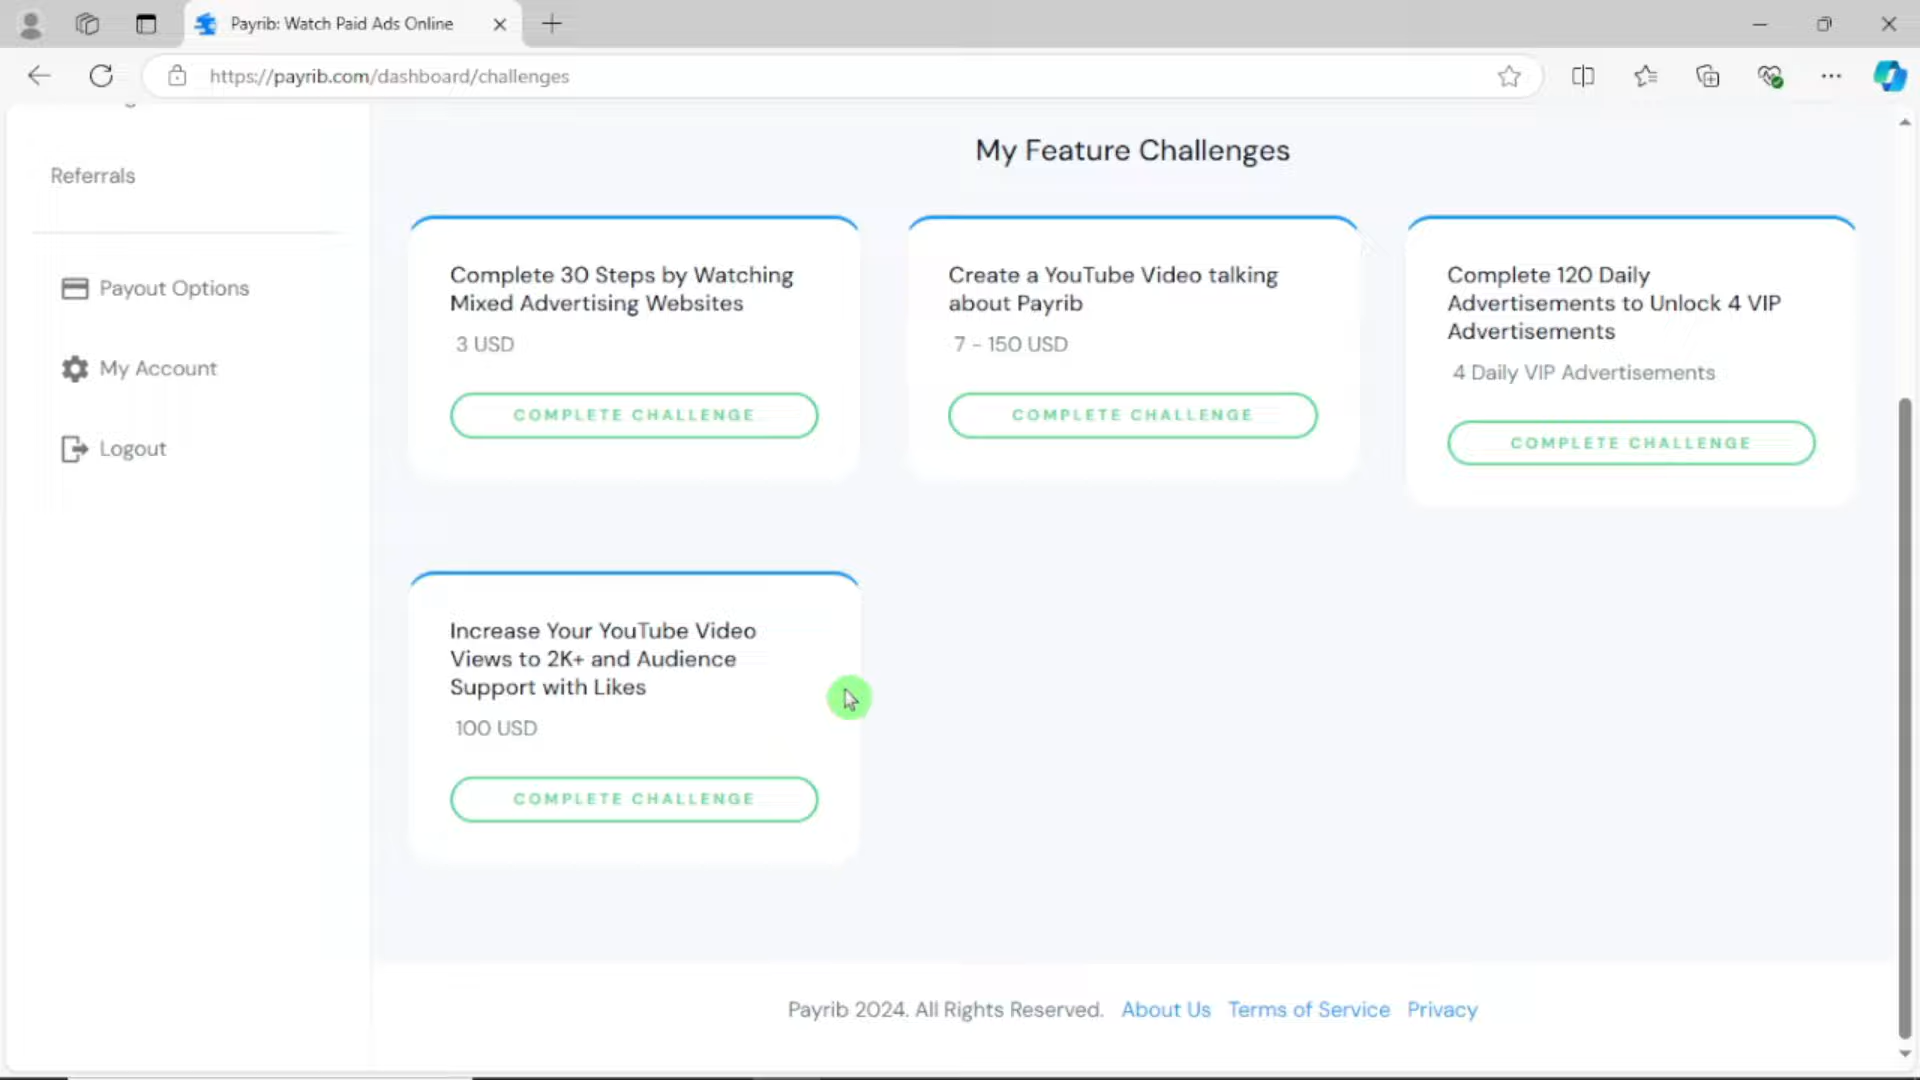 Payrib: Watch Paid Ads Online
https://payrib.com/dashboard/challenges
Referrals
Payout Options
My Account
Logout
My Feature Challenges
Complete 30 Steps by Watching
Mixed Advertising Websites
3 USD
COMPLETE CHALLENGE
Create a YouTube Video talking
about Payrib
7 - 150 USD
COMPLETE CHALLENGE
Complete 120 Daily
Advertisements to Unlock 4 VIP
Advertisements
4 Daily VIP Advertisements
COMPLETE CHALLENGE
Increase Your YouTube Video
Views to 2K+ and Audience
Support with Likes
100 USD
COMPLETE CHALLENGE
Payrib 2024. All Rights Reserved. About Us Terms of Service Privacy